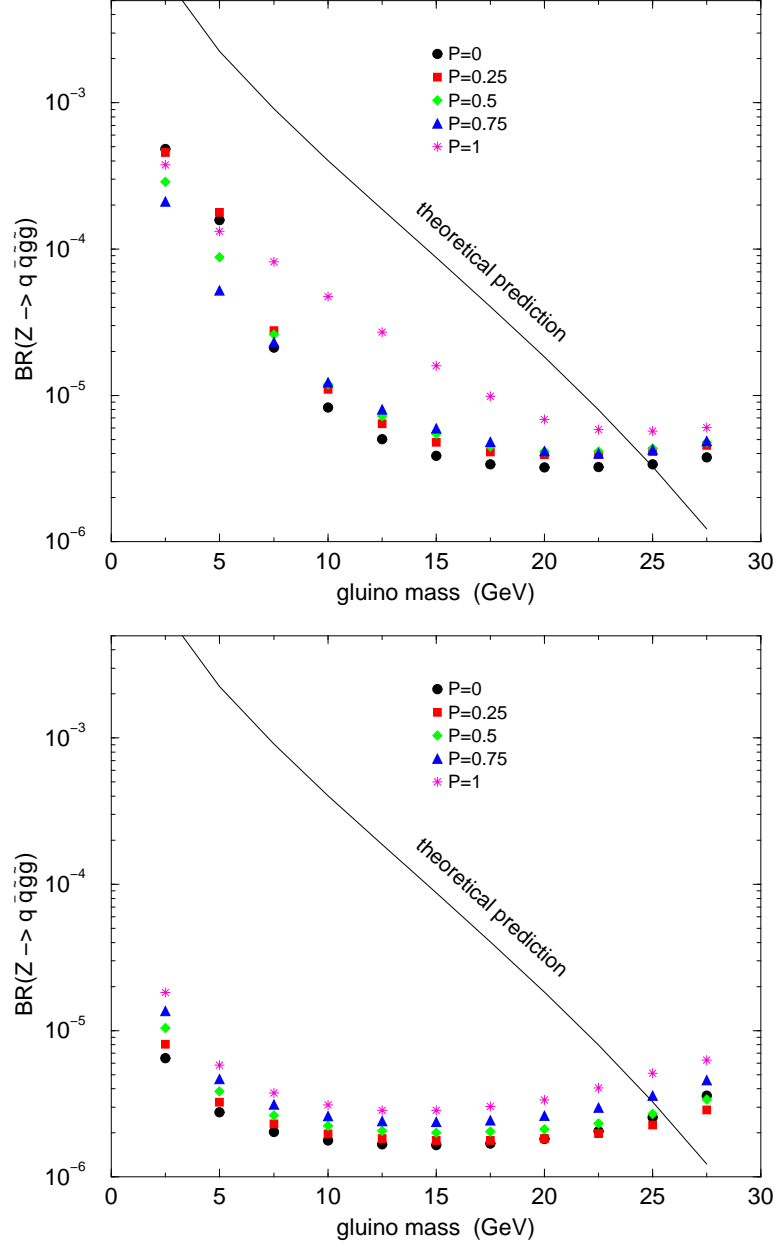 P=0
P=0.25
10⁻³
P=0.5
P=0.75
P=1
BR(Z −> q q̄g̃g̃)
10⁻⁴
theoretical prediction
10⁻⁵
10⁻⁶
0 5 10 15 20 25 30
gluino mass (GeV)
P=0
P=0.25
10⁻³
P=0.5
P=0.75
P=1
BR(Z −> q q̄g̃g̃)
10⁻⁴
theoretical prediction
10⁻⁵
10⁻⁶
0 5 10 15 20 25 30
gluino mass (GeV)